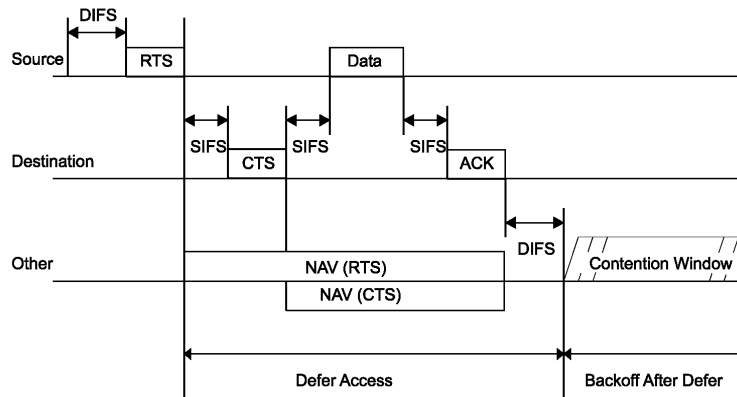 DIFS
Source
RTS
Data
SIFS
SIFS
SIFS
Destination
CTS
ACK
DIFS
Other
NAV (RTS)
Contention Window
NAV (CTS)
Defer Access
Backoff After Defer